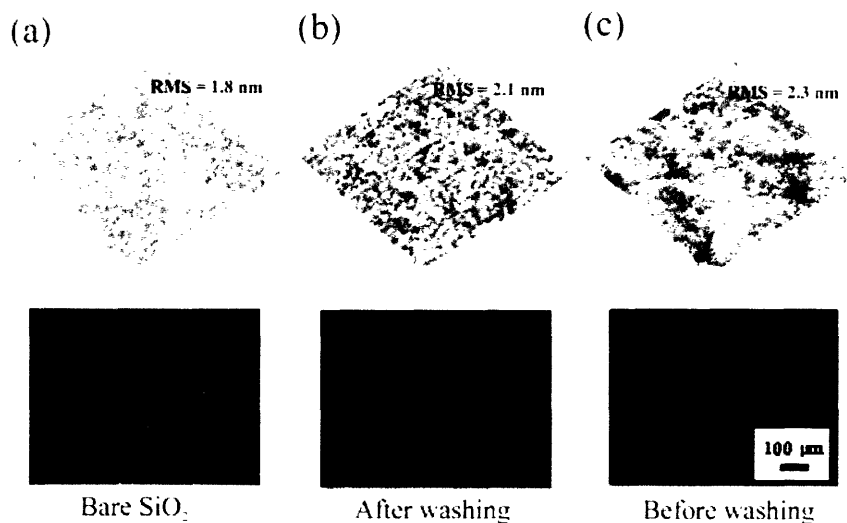 (a)
(b)
(c)
RMS = 1.8 nm
RMS = 2.1 nm
RMS = 2.3 nm
100 µm
Bare SiO₂
After washing
Before washing